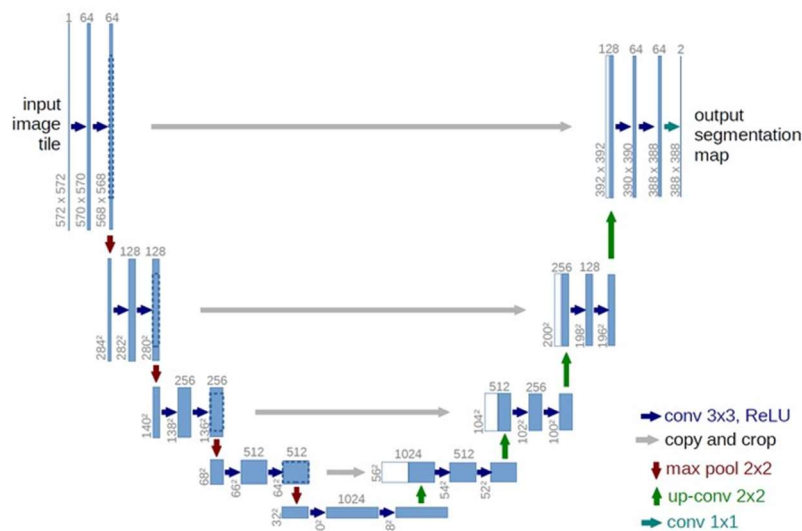 1 64 64
128 64 64 2
input
image
tile
output
segmentation
map
572 x 572
570 x 570
568 x 568
392 x 392
390 x 390
388 x 388
388 x 388
128 128
256 128
284²
282²
280²
200²
198²
196²
256 256
512 256
140²
138²
136²
104²
102²
100²
512 512
1024 512
68²
66²
64²
56²
54²
52²
1024
32²
0²
8²
conv 3x3, ReLU
copy and crop
max pool 2x2
up-conv 2x2
conv 1x1